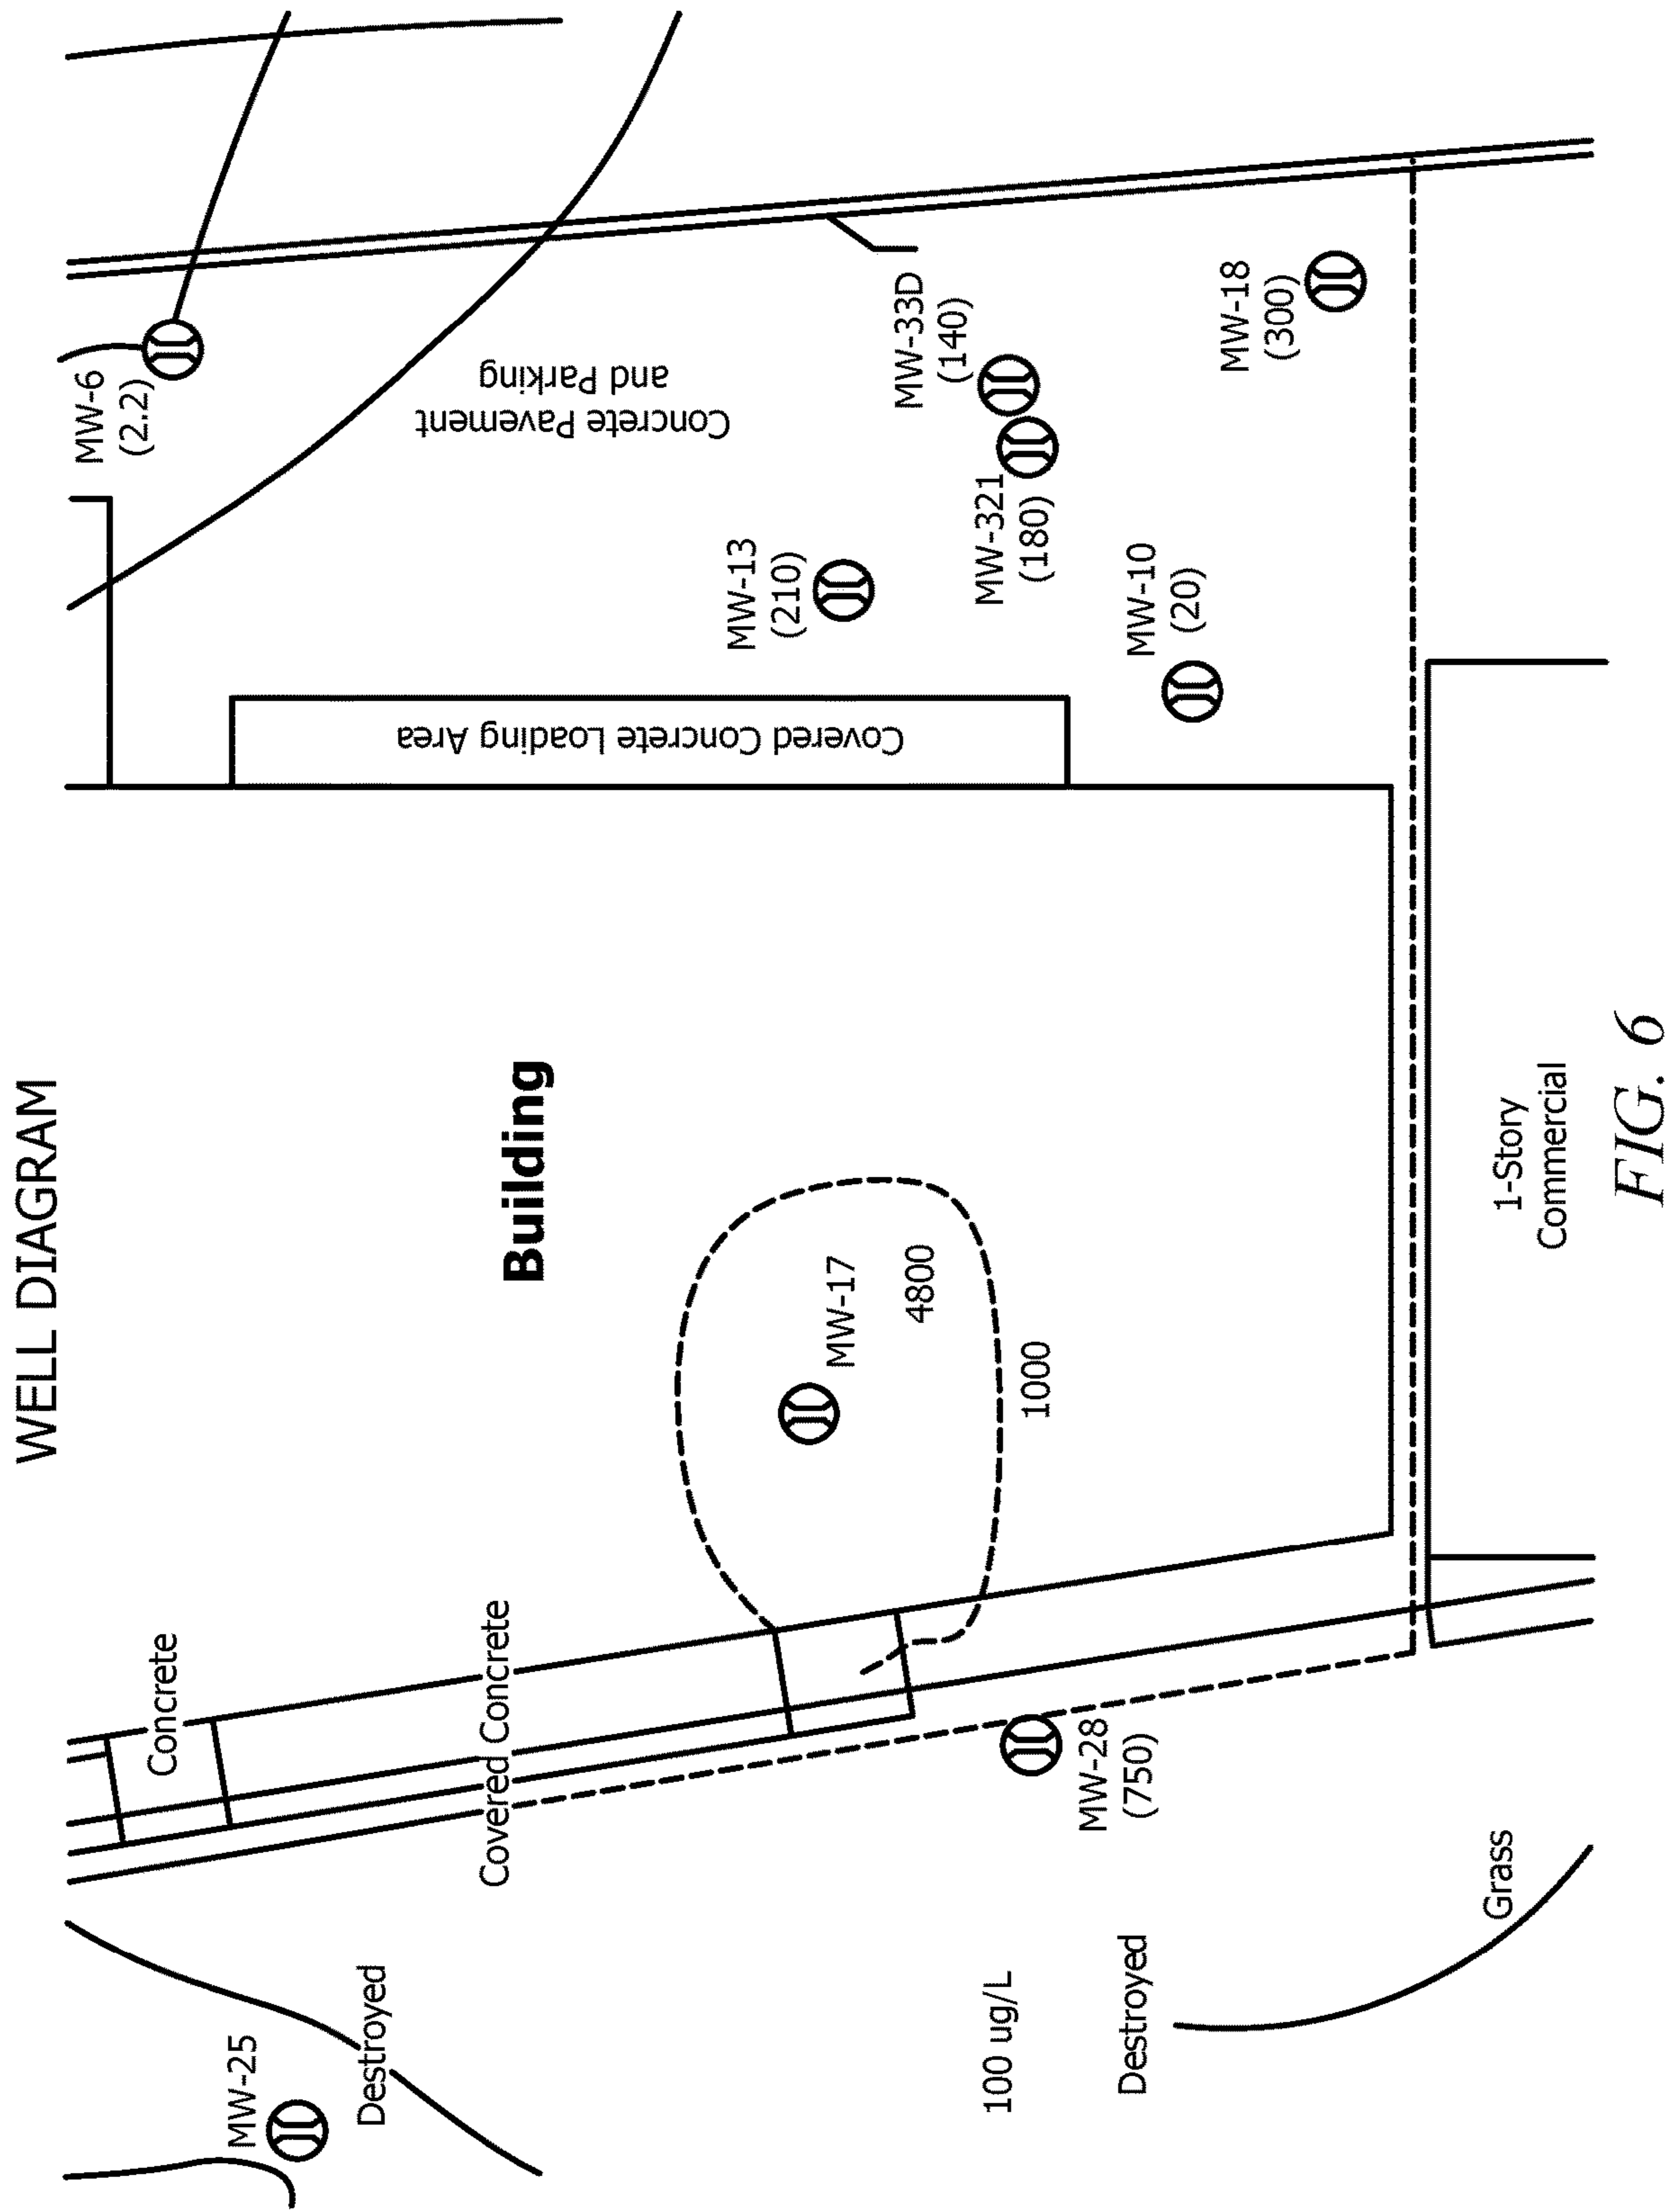 WELL DIAGRAM
MW-25
Destroyed
Concrete
Covered Concrete
Building
MW-6
(2.2)
Concrete Pavement
and Parking
Covered Concrete Loading Area
MW-13
(210)
MW-33D
(140)
MW-321
(180)
MW-10
(20)
MW-18
(300)
MW-17
4800
1000
MW-28
(750)
100 ug/L
Destroyed
Grass
1-Story
Commercial
FIG. 6